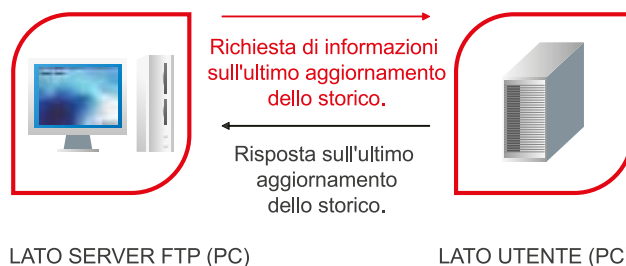 Richiesta di informazioni
sull'ultimo aggiornamento
dello storico.
Risposta sull'ultimo
aggiornamento
dello storico.
LATO SERVER FTP (PC)
LATO UTENTE (PC